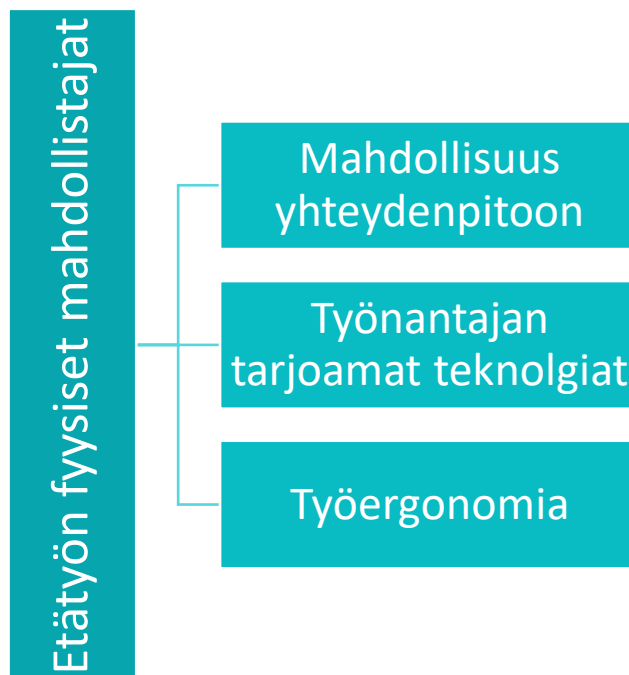 Etätyön fyysiset mahdollistajat
Mahdollisuus
yhteydenpitoon
Työnantajan
tarjoamat teknolgiat
Työergonomia